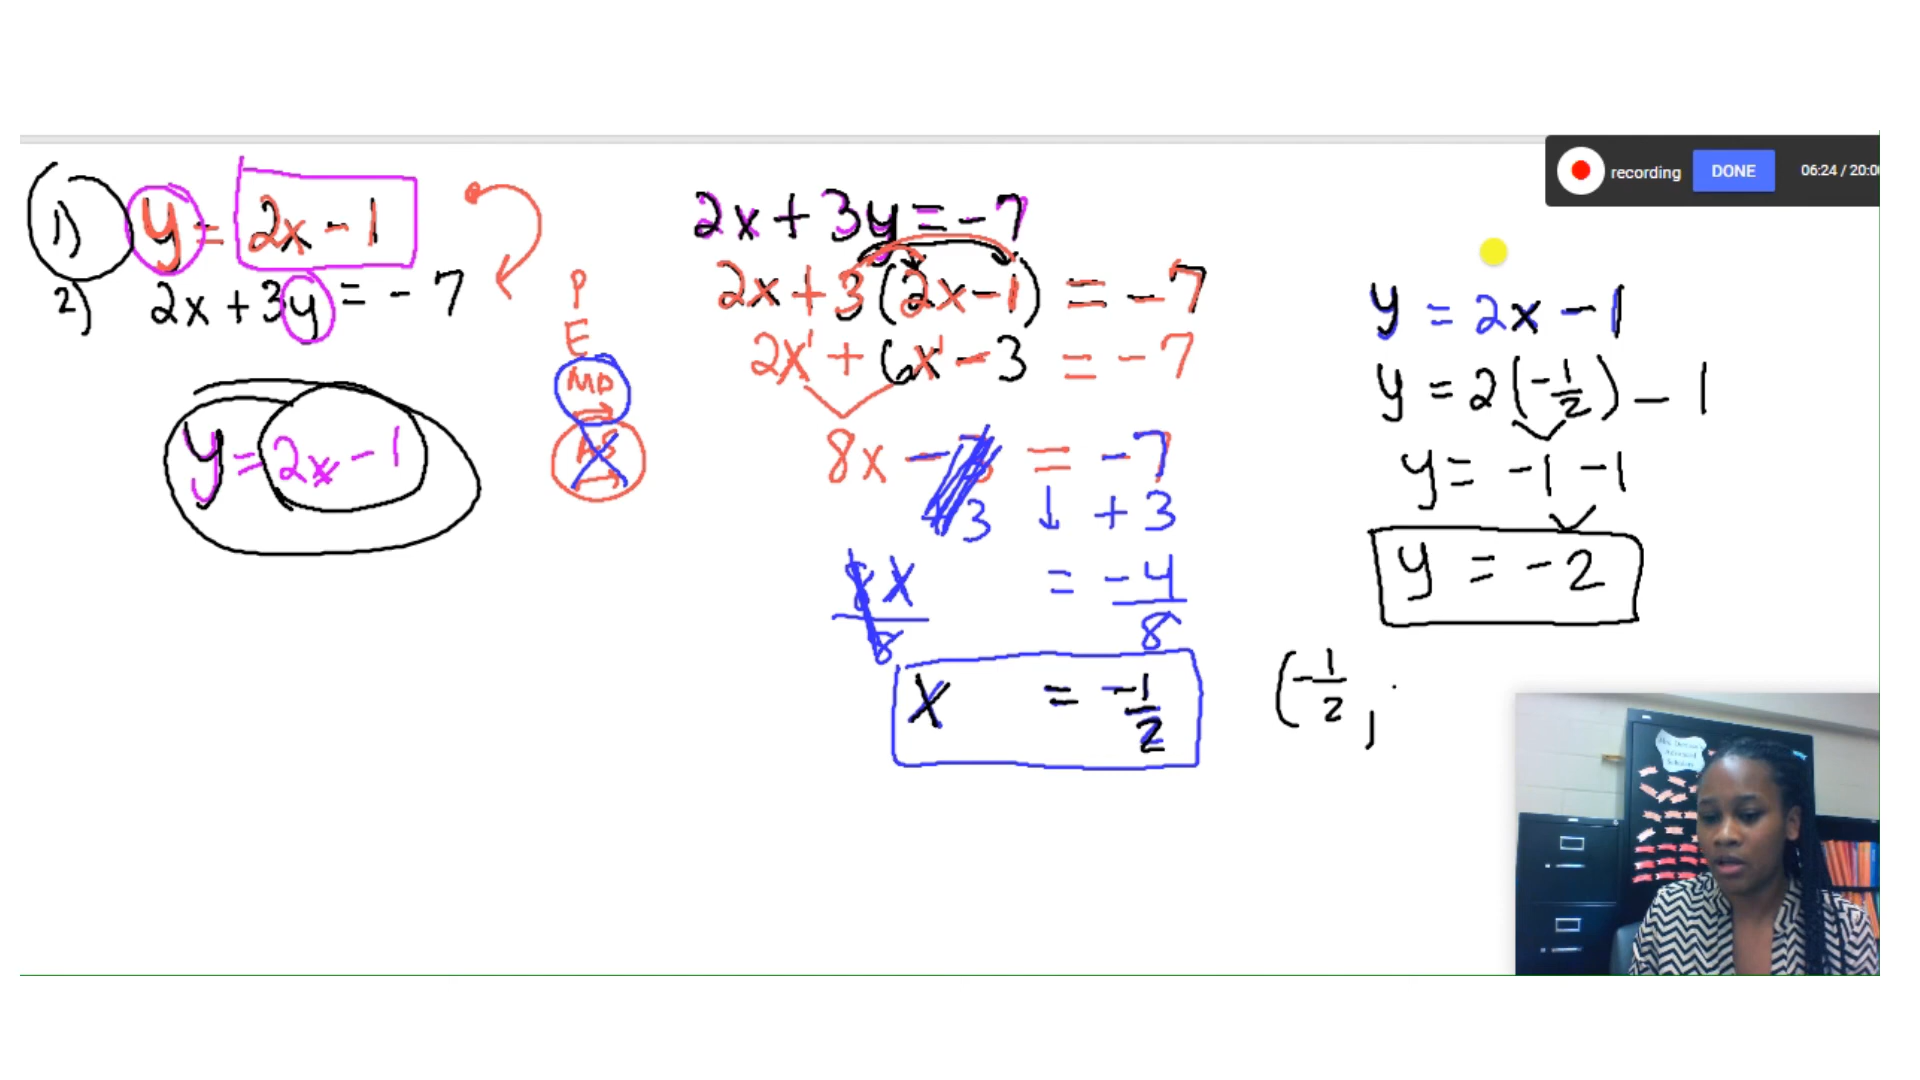 1) y = 2x - 1
2) 2x + 3y = - 7
y = 2x - 1
P
E
MD
AS
2x + 3y = - 7
2x + 3(2x - 1) = - 7
2x¹ + 6x¹ - 3 = - 7
8x - 3 = - 7
+ 3 ↓ + 3
8x = - 4
8 8
x = - 1/2
y = 2x - 1
y = 2(- 1/2) - 1
y = - 1 - 1
y = - 2
(- 1/2 ,
recording DONE 06:24 / 20:0